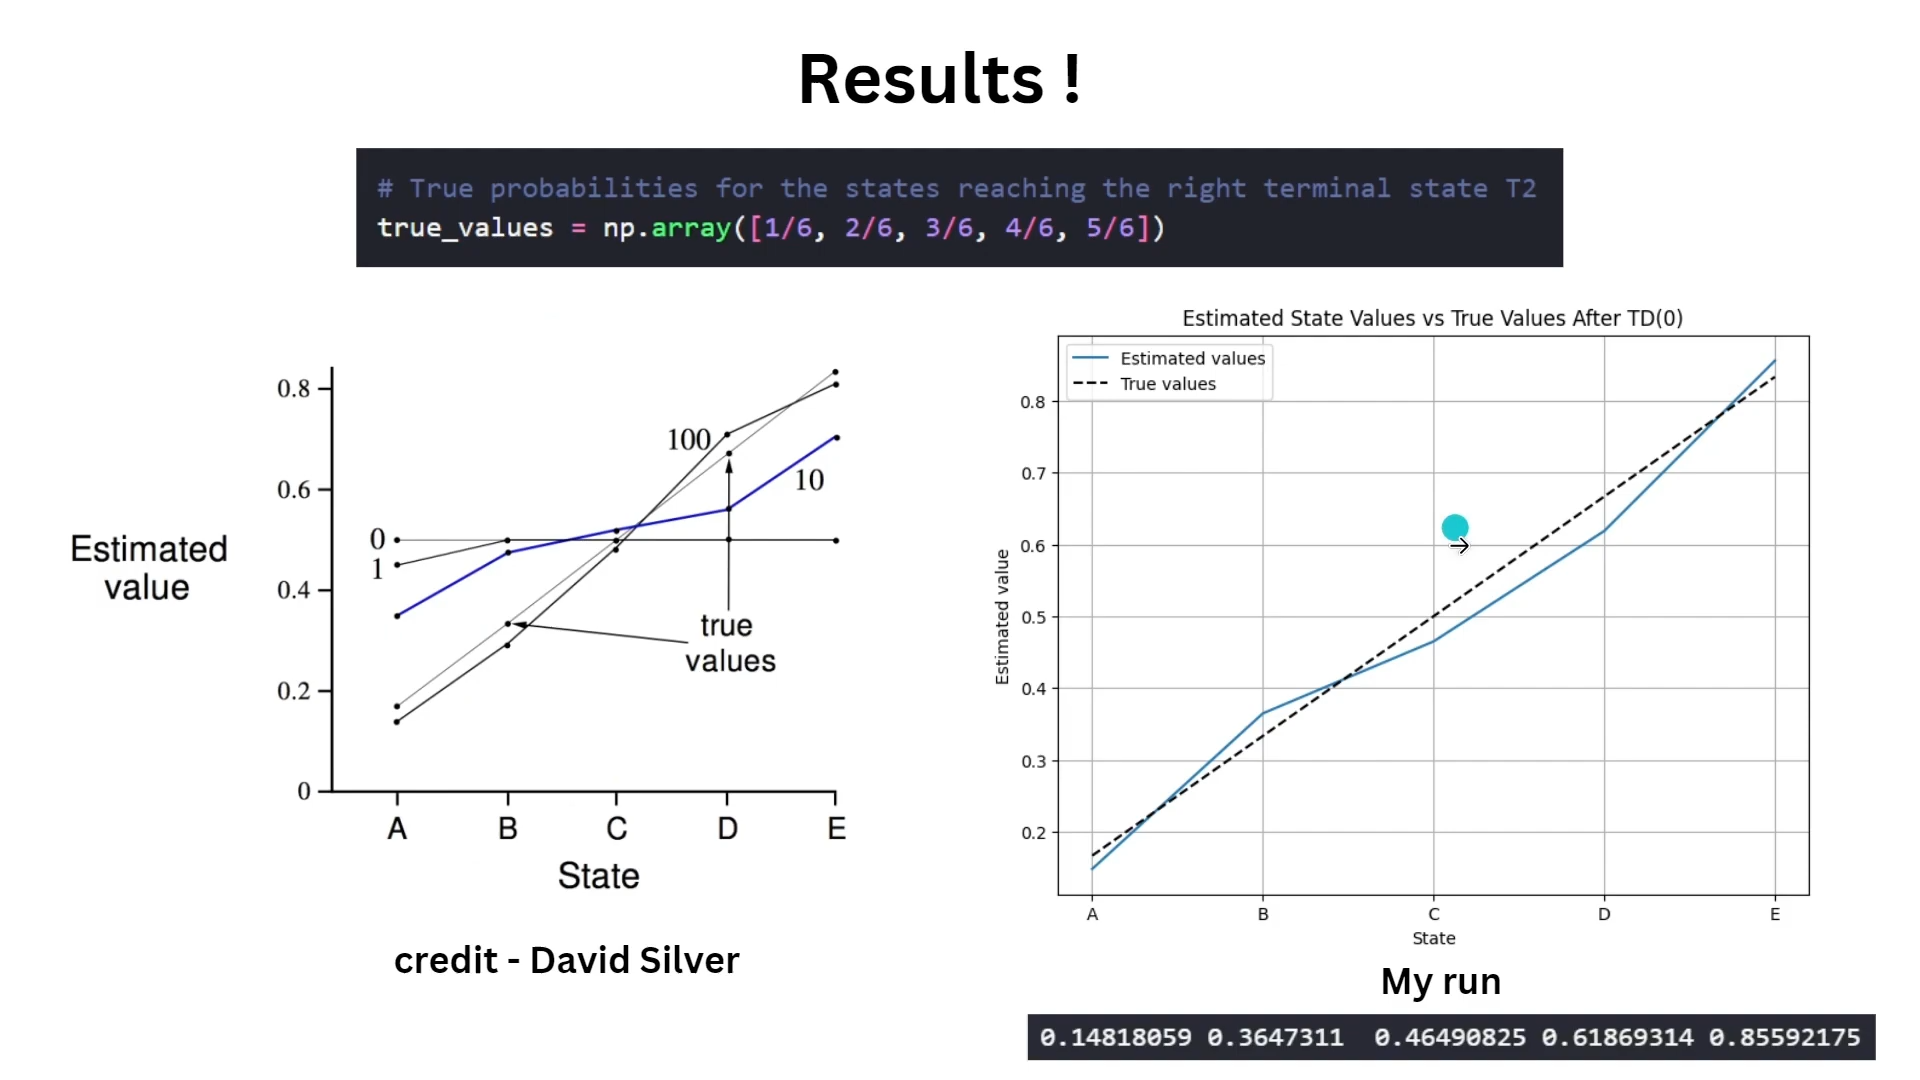 Results !
# True probabilities for the states reaching the right terminal state T2
true_values = np.array([1/6, 2/6, 3/6, 4/6, 5/6])
0.8
0.6
0.4
0.2
0
Estimated
value
0
1
100
10
true
values
A B C D E
State
credit - David Silver
Estimated State Values vs True Values After TD(0)
Estimated values
True values
0.8
0.7
0.6
0.5
0.4
0.3
0.2
Estimated value
A B C D E
State
My run
0.14818059 0.3647311 0.46490825 0.61869314 0.85592175